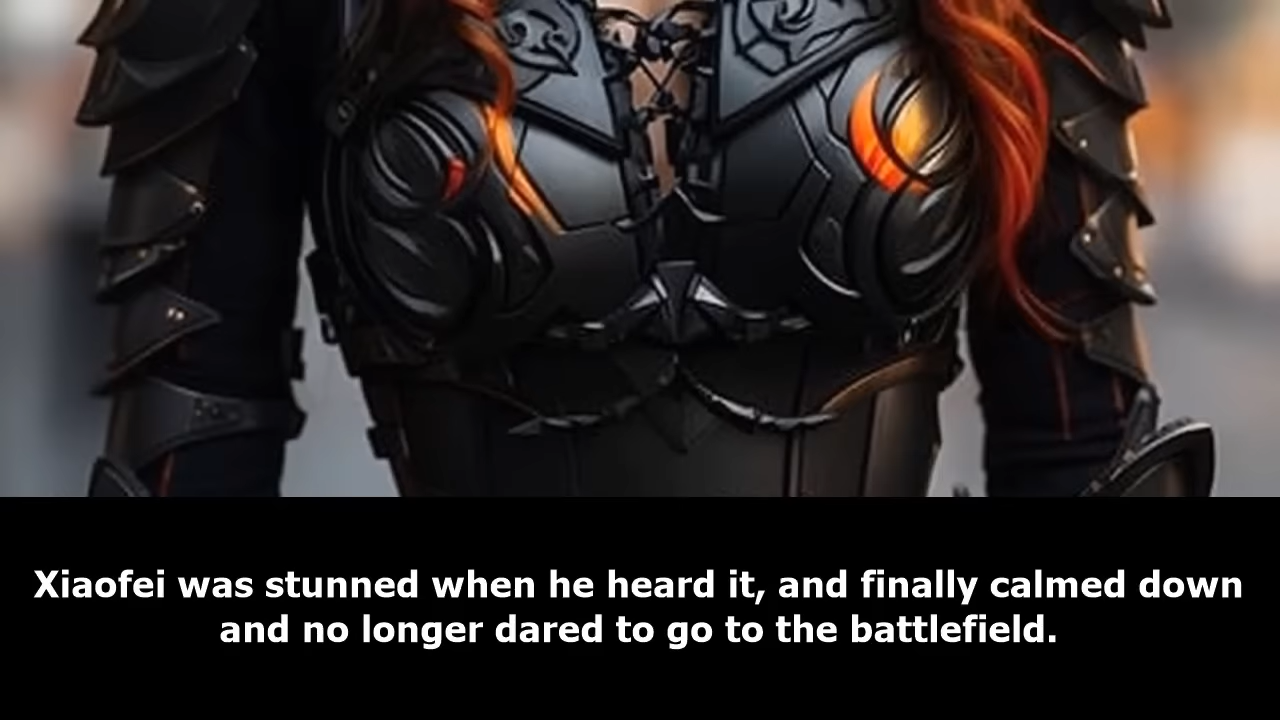 Xiaofei was stunned when he heard it, and finally calmed down
and no longer dared to go to the battlefield.